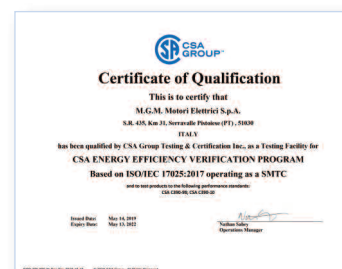 CSA
GROUP™
Certificate of Qualification
This is to certify that
M.G.M. Motori Elettrici S.p.A.
S.R. 435, Km 31, Serravalle Pistoiese (PT) , 51030
ITALY
has been qualified by CSA Group Testing & Certification Inc., as a Testing Facility for
CSA ENERGY EFFICIENCY VERIFICATION PROGRAM
Based on ISO/IEC 17025:2017 operating as a SMTC
and to test products to the following performance standards:
CSA C390-98, CSA C390-10
Issued Date: May 14, 2019
Expiry Date: May 13, 2022
Nathan
Operations Manager